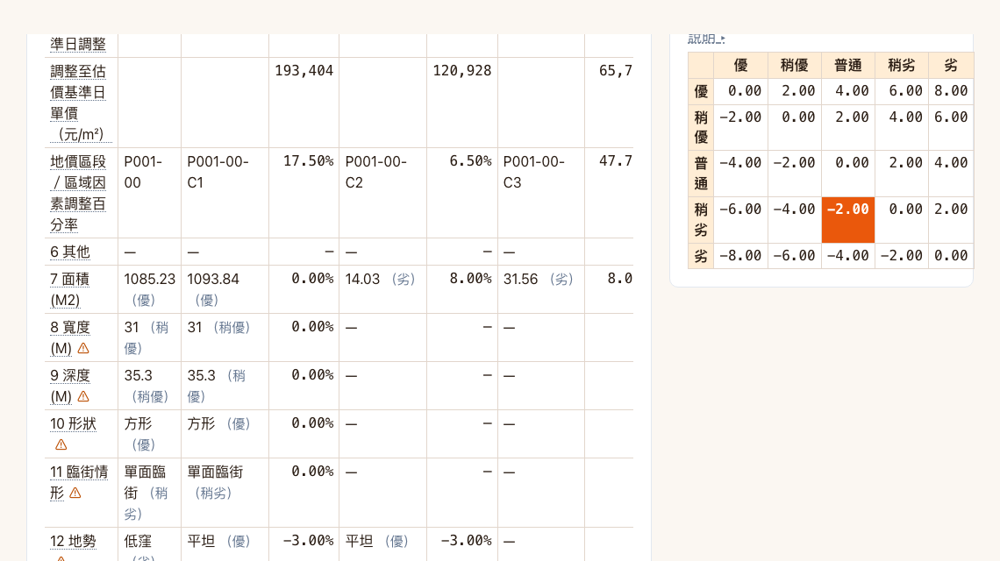 準日調整
調整至估 193,404 120,928 65,7
價基準日
單價
（元/m²）
地價區段 P001- P001-00- 17.50% P001-00- 6.50% P001-00- 47.7
／區域因 00 C1 C2 C3
素調整百
分率
6 其他 — — — — — —
7 面積 1085.23 1093.84 0.00% 14.03 （劣） 8.00% 31.56 （劣） 8.0
(M2) （優） （優）
8 寬度 31 （稍 31 （稍優） 0.00% — — —
(M) 優）
9 深度 35.3 35.3 （稍 0.00% — — —
(M) （稍優） 優）
10 形狀 方形 方形 （優） 0.00% — — —
（優）
11 臨街情 單面臨 單面臨街 0.00% — — —
形 街 （稍 （稍劣）
劣）
12 地勢 低窪 平坦 （優） −3.00% 平坦 （優） −3.00% —
說明
優 稍優 普通 稍劣 劣
優 0.00 2.00 4.00 6.00 8.00
稍 −2.00 0.00 2.00 4.00 6.00
優
普 −4.00 −2.00 0.00 2.00 4.00
通
稍 −6.00 −4.00 −2.00 0.00 2.00
劣
劣 −8.00 −6.00 −4.00 −2.00 0.00